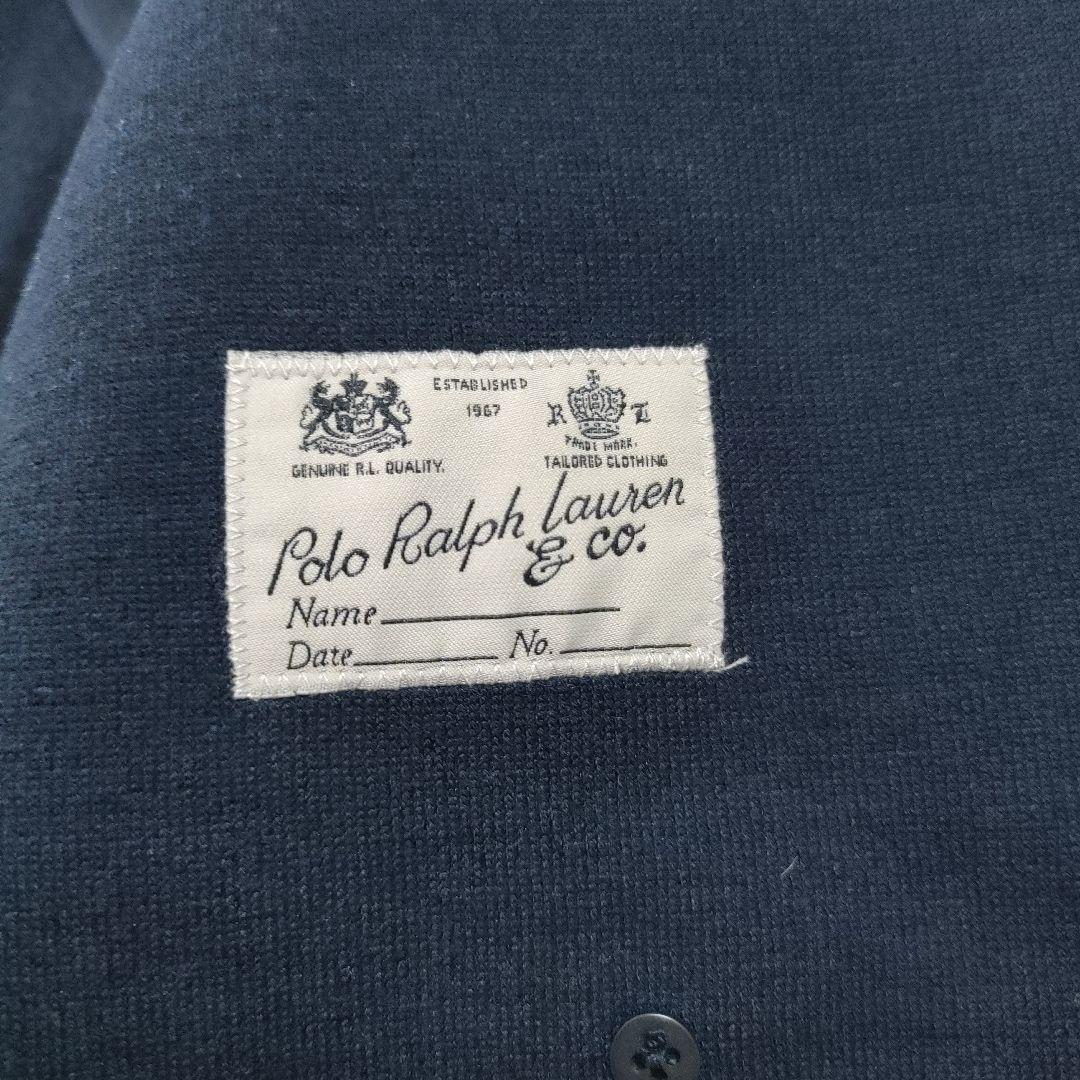 ESTABLISHED
1967
R L
TRADE MARK.
GENUINE R.L. QUALITY.
TAILORED CLOTHING
Polo Ralph Lauren
& co.
Name
Date No.